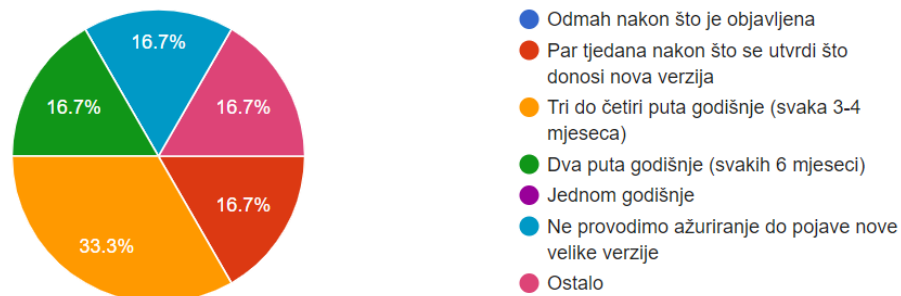 16.7%
16.7%
16.7%
16.7%
33.3%
Odmah nakon što je objavljena
Par tjedana nakon što se utvrdi što
donosi nova verzija
Tri do četiri puta godišnje (svaka 3-4
mjeseca)
Dva puta godišnje (svakih 6 mjeseci)
Jednom godišnje
Ne provodimo ažuriranje do pojave nove
velike verzije
Ostalo